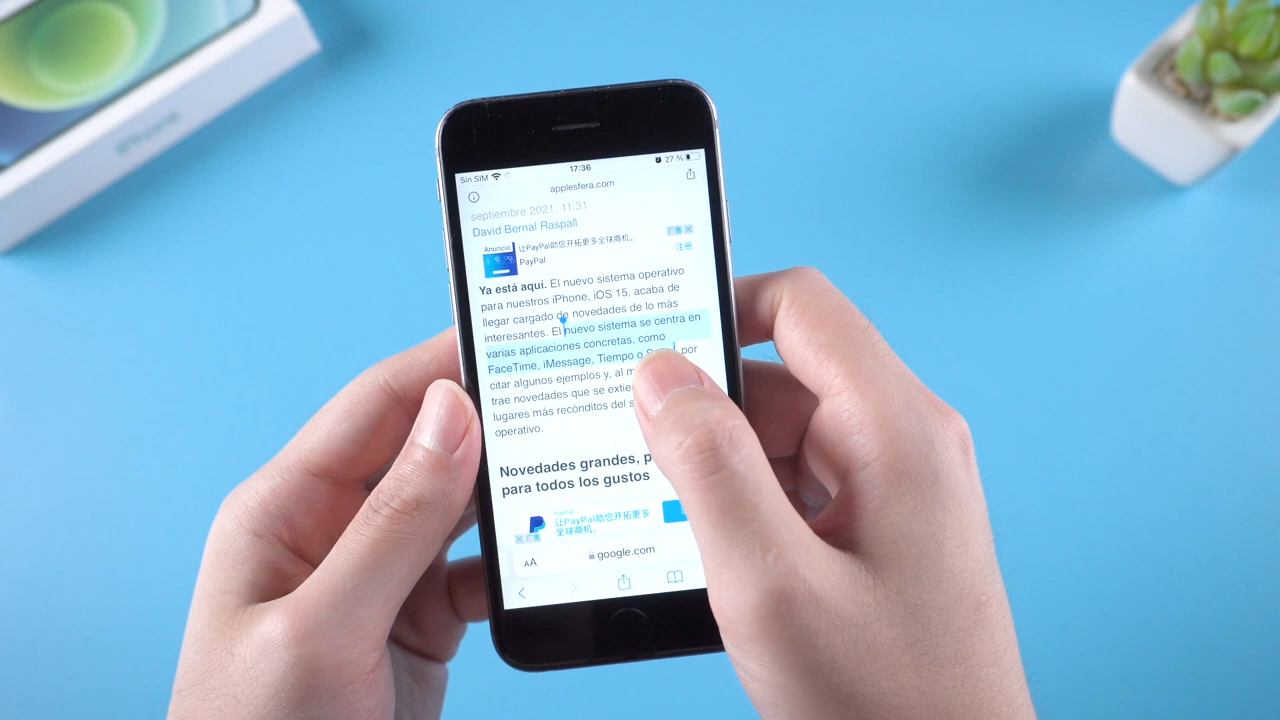 iPhone
Sin SIM 17:36 27 %
applesfera.com
septiembre 2021, 11:31
David Bernal Raspall
Anuncio 让PayPal助您开拓更多全球商机。 广告
PayPal 注册
Ya está aquí. El nuevo sistema operativo
para nuestros iPhone, iOS 15, acaba de
llegar cargado de novedades de lo más
interesantes. El nuevo sistema se centra en
varias aplicaciones concretas, como
FaceTime, iMessage, Tiempo o por
citar algunos ejemplos y, al
trae novedades que se
lugares más recónditos del
operativo.
Novedades grandes,
para todos los gustos
PayPal
让PayPal助您开拓更多
全球商机。
广告
AA google.com